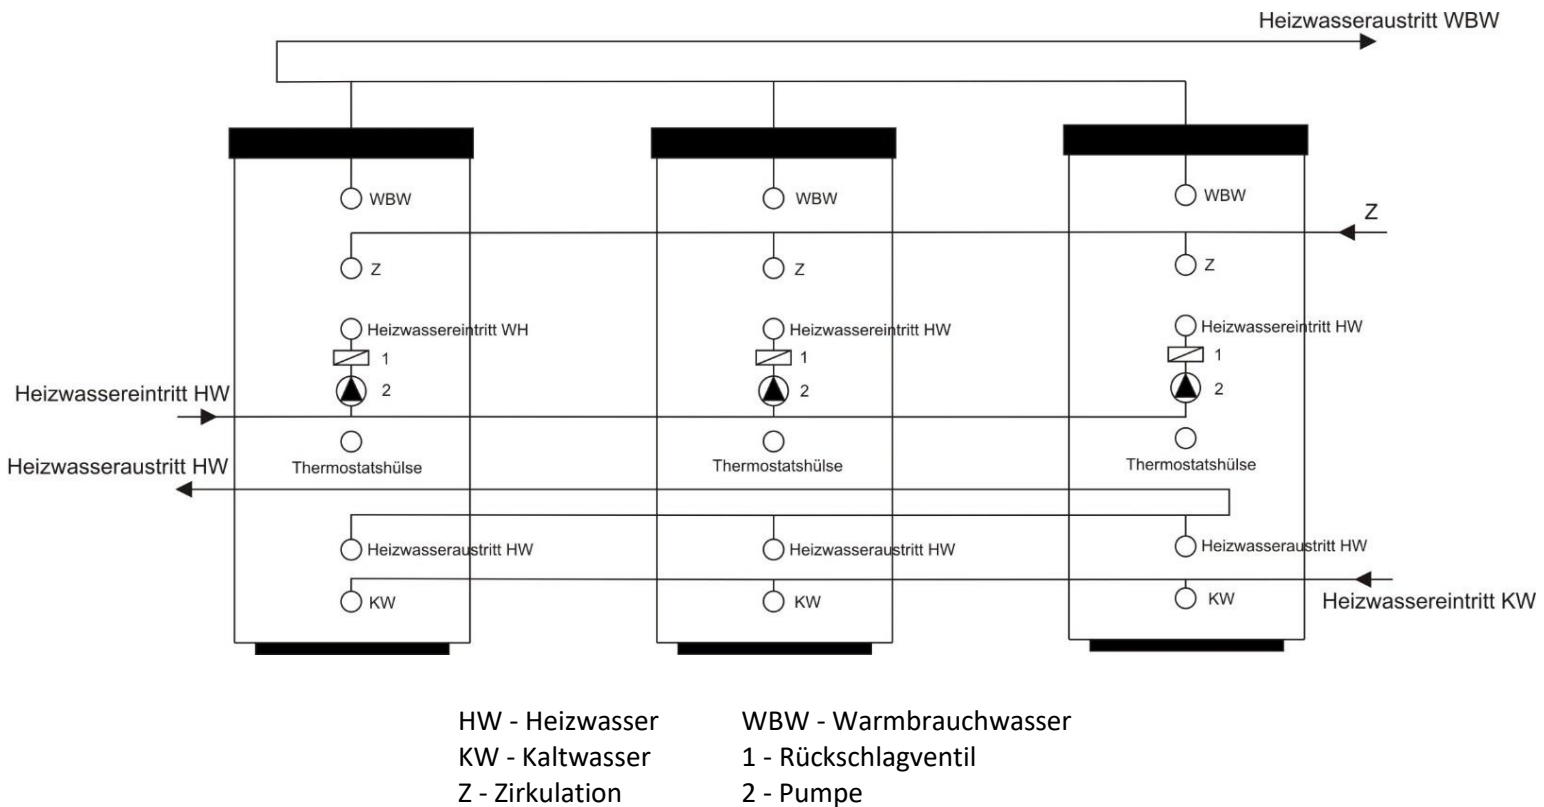 Heizwasseraustritt WBW
WBW
WBW
WBW
Z
Z
Z
Z
Heizwassereintritt WH
Heizwassereintritt HW
Heizwassereintritt HW
1
1
1
Heizwassereintritt HW
2
2
2
Heizwasseraustritt HW
Thermostatshülse
Thermostatshülse
Thermostatshülse
Heizwasseraustritt HW
Heizwasseraustritt HW
Heizwasseraustritt HW
KW
KW
KW
Heizwassereintritt KW
HW - Heizwasser
WBW - Warmbrauchwasser
KW - Kaltwasser
1 - Rückschlagventil
Z - Zirkulation
2 - Pumpe